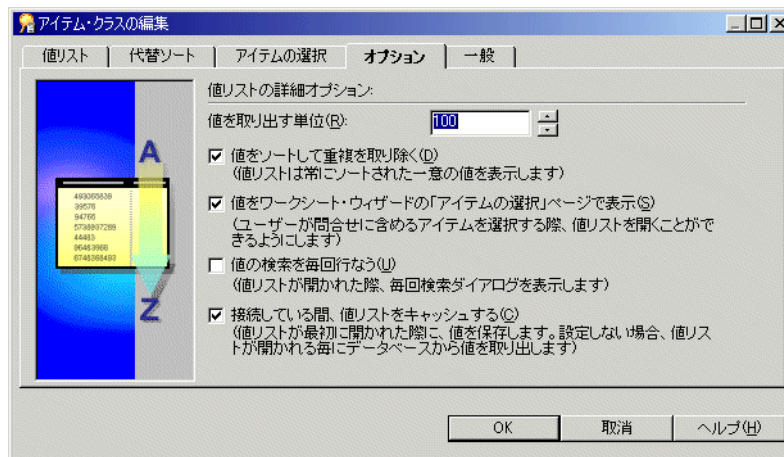 アイテム・クラスの編集
値リスト 代替ソート アイテムの選択 オプション 一般
値リストの詳細オプション:
値を取り出す単位(R): 100
値をソートして重複を取り除く(D)
(値リストは常にソートされた一意の値を表示します)
値をワークシート・ウィザードの「アイテムの選択」ページで表示(S)
(ユーザーが問合せに含めるアイテムを選択する際、値リストを開くことがで
きるようにします)
値の検索を毎回行なう(U)
(値リストが開かれた際、毎回検索ダイアログを表示します)
接続している間、値リストをキャッシュする(C)
(値リストが最初に開かれた際に、値を保存します。設定しない場合、値リス
トが開かれる毎にデータベースから値を取り出します)
A
39576
94766
44483
Z
OK 取消 ヘルプ(H)